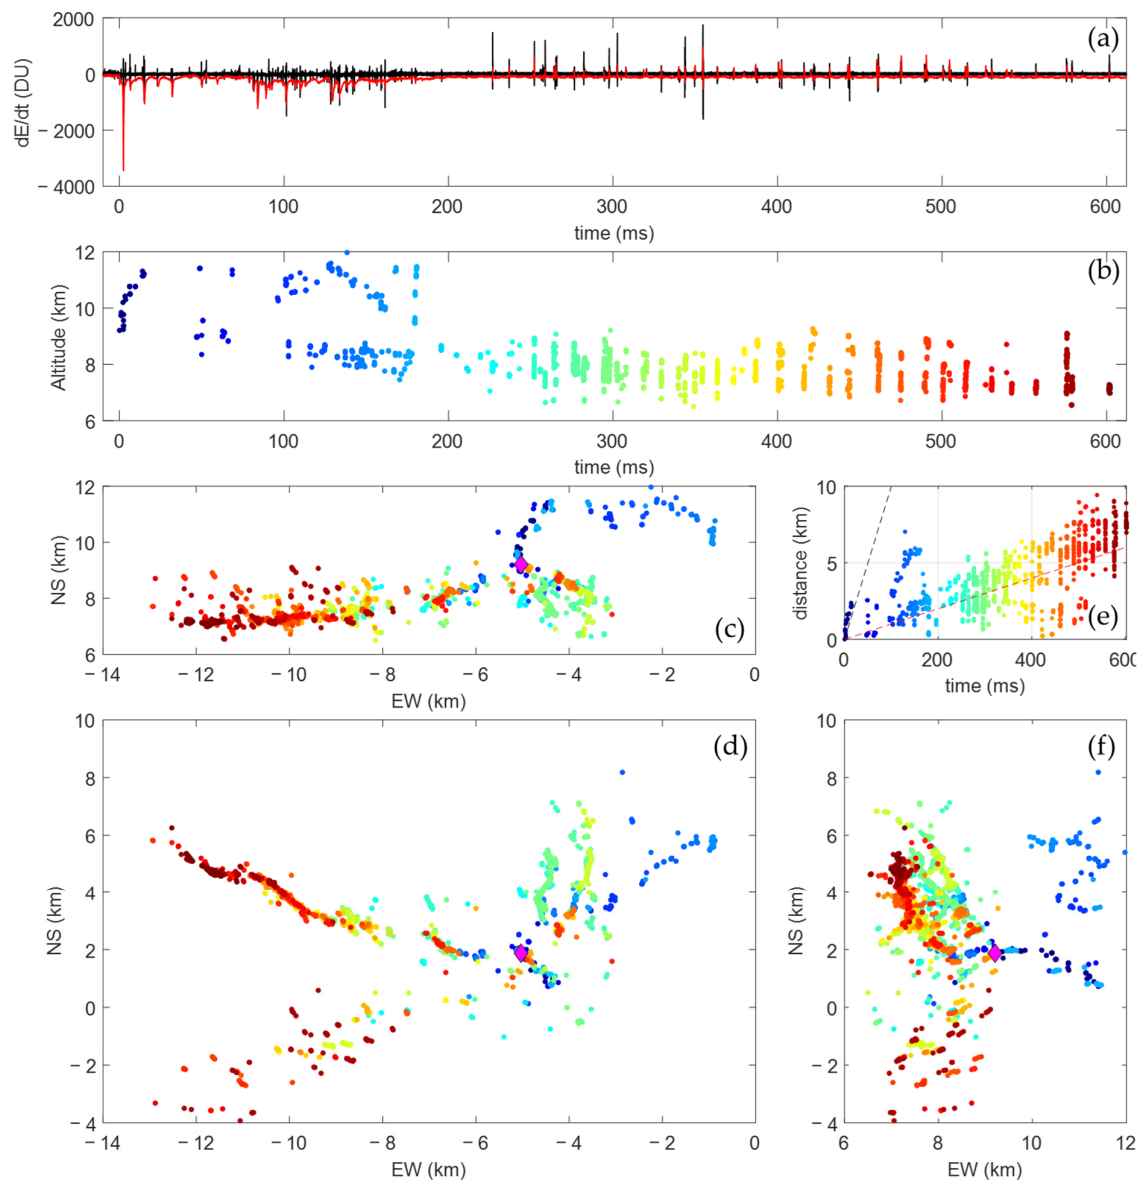 2000
0
− 2000
− 4000
dE/dt (DU)
(a)
0 100 200 300 400 500 600
time (ms)
12
10
8
6
Altitude (km)
(b)
0 100 200 300 400 500 600
time (ms)
12
10
8
6
NS (km)
(c)
− 14 − 12 − 10 − 8 − 6 − 4 − 2 0
EW (km)
10
5
0
distance (km)
(e)
0 200 400 600
time (ms)
10
8
6
4
2
0
− 2
− 4
NS (km)
(d)
− 14 − 12 − 10 − 8 − 6 − 4 − 2 0
EW (km)
10
8
6
4
2
0
− 2
− 4
NS (km)
(f)
6 8 10 12
EW (km)